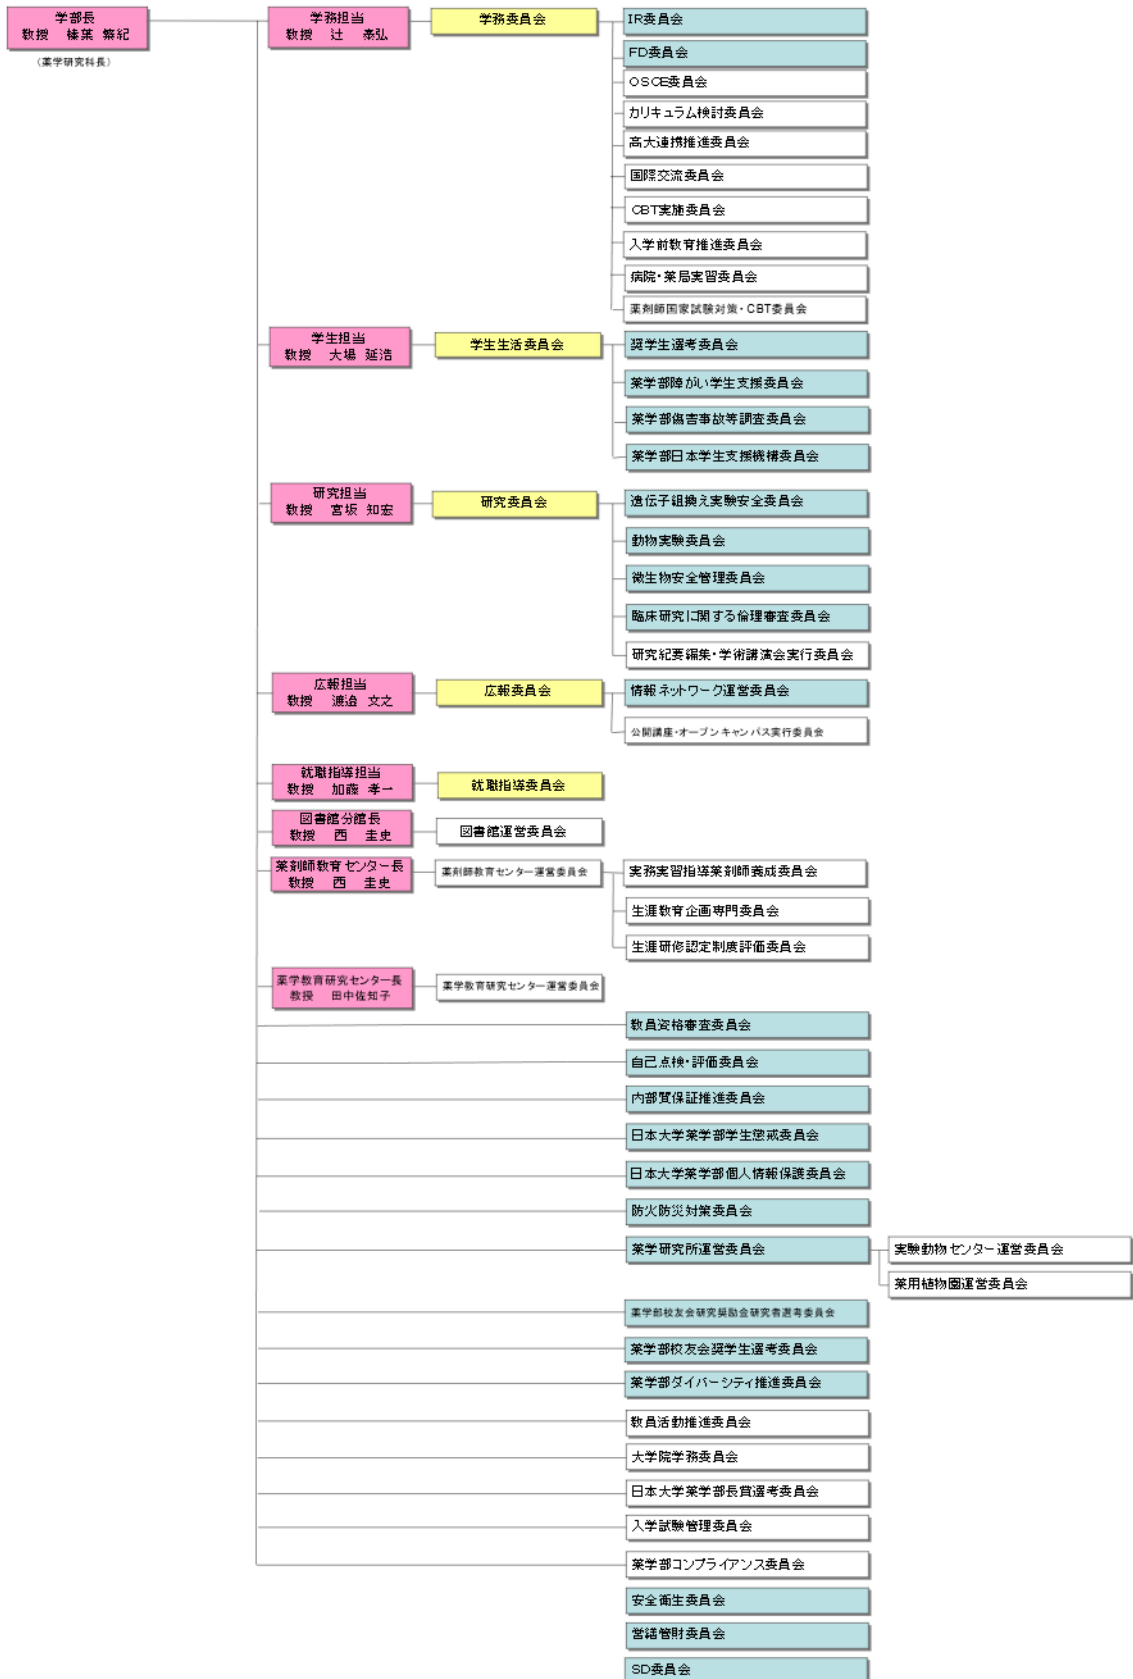 学部長
教授 榛葉 繁紀
(薬学研究科長)
学務担当
教授 辻 泰弘
学務委員会
IR委員会
FD委員会
OSCE委員会
カリキュラム検討委員会
高大連携推進委員会
国際交流委員会
CBT実施委員会
入学前教育推進委員会
病院・薬局実習委員会
薬剤師国家試験対策・CBT委員会
学生担当
教授 大場 延浩
学生生活委員会
奨学生選考委員会
薬学部障がい学生支援委員会
薬学部傷害事故等調査委員会
薬学部日本学生支援機構委員会
研究担当
教授 宮坂 知宏
研究委員会
遺伝子組換え実験安全委員会
動物実験委員会
微生物安全管理委員会
臨床研究に関する倫理審査委員会
研究紀要編集・学術講演会実行委員会
広報担当
教授 渡邉 文之
広報委員会
情報ネットワーク運営委員会
公開講座・オープンキャンパス実行委員会
就職指導担当
教授 加藤 孝一
就職指導委員会
図書館分館長
教授 西 圭史
図書館運営委員会
薬剤師教育センター長
教授 西 圭史
薬剤師教育センター運営委員会
実務実習指導薬剤師養成委員会
生涯教育企画専門委員会
生涯研修認定制度評価委員会
薬学教育研究センター長
教授 田中佐知子
薬学教育研究センター運営委員会
教員資格審査委員会
自己点検・評価委員会
内部質保証推進委員会
日本大学薬学部学生懲戒委員会
日本大学薬学部個人情報保護委員会
防火防災対策委員会
薬学研究所運営委員会
実験動物センター運営委員会
薬用植物園運営委員会
薬学部校友会研究奨励金研究者選考委員会
薬学部校友会奨学生選考委員会
薬学部ダイバーシティ推進委員会
教員活動推進委員会
大学院学務委員会
日本大学薬学部長賞選考委員会
入学試験管理委員会
薬学部コンプライアンス委員会
安全衛生委員会
営繕管財委員会
SD委員会